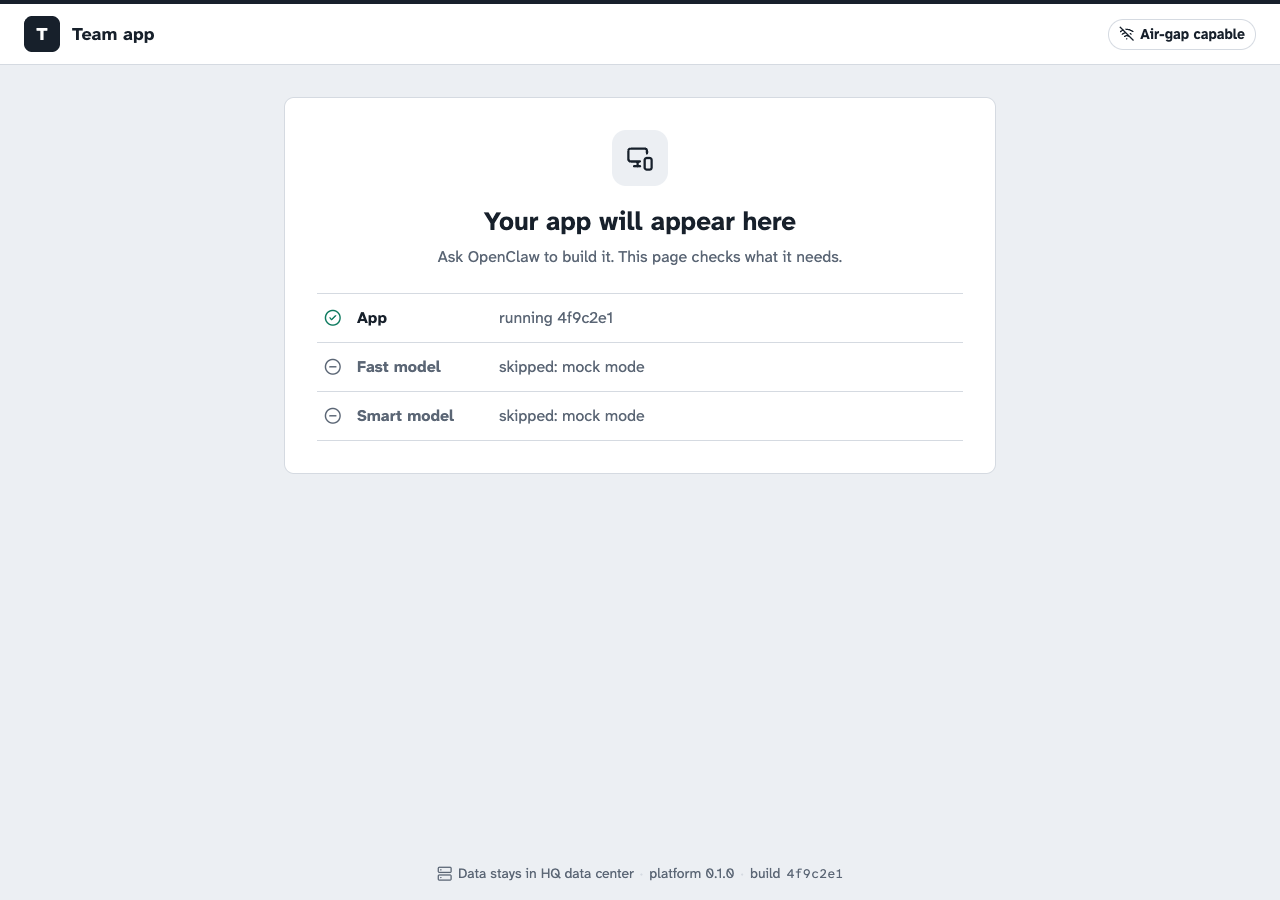 T Team app Air-gap capable
Your app will appear here
Ask OpenClaw to build it. This page checks what it needs.
App running 4f9c2e1
Fast model skipped: mock mode
Smart model skipped: mock mode
Data stays in HQ data center · platform 0.1.0 · build 4f9c2e1